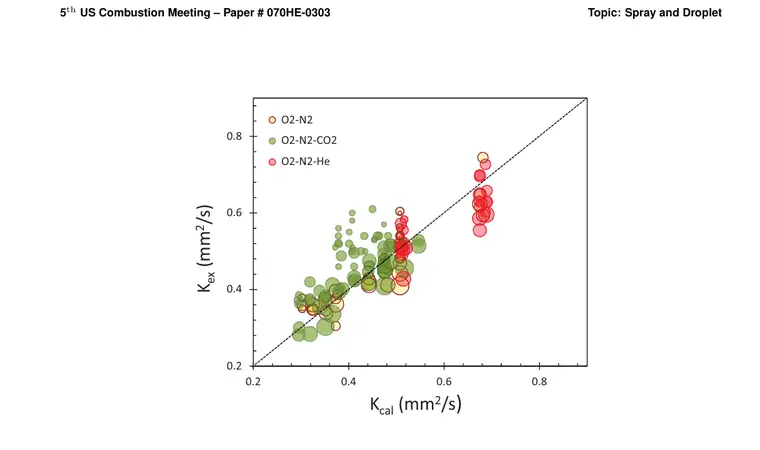 5th US Combustion Meeting – Paper # 070HE-0303 Topic: Spray and Droplet
O2-N2
O2-N2-CO2
O2-N2-He
0.8
0.6
0.4
0.2
Kex (mm2/s)
0.2 0.4 0.6 0.8
Kcal (mm2/s)